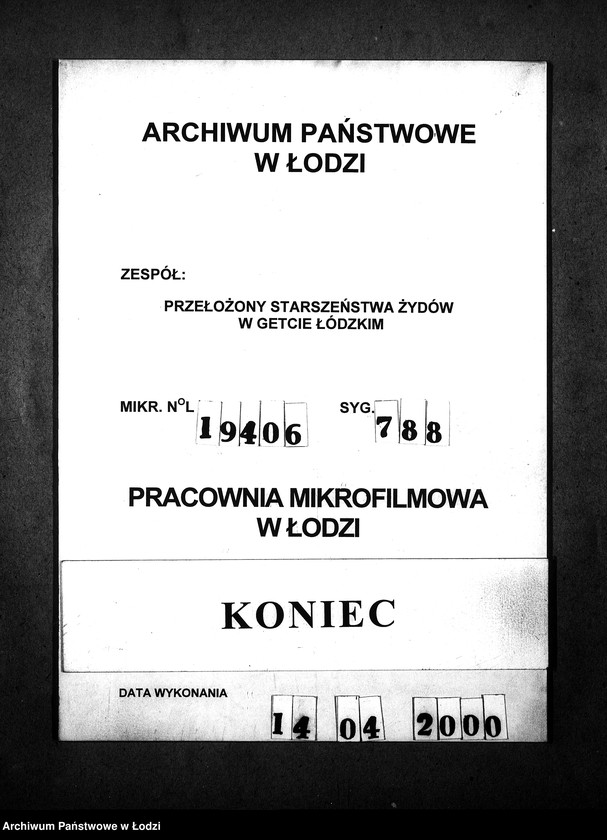 ARCHIWUM PAŃSTWOWE
W ŁODZI
ZESPÓŁ:
PRZEŁOŻONY STARSZEŃSTWA ŻYDÓW
W GETCIE ŁÓDZKIM
MIKR. NºL 19406 SYG. 788
PRACOWNIA MIKROFILMOWA
W ŁODZI
KONIEC
DATA WYKONANIA 14 04 2000
Archiwum Państwowe w Łodzi